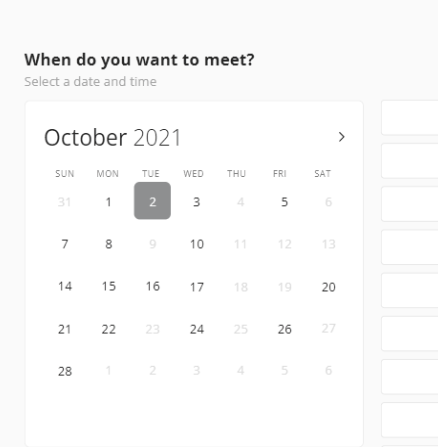 When do you want to meet?
Select a date and time
October 2021
SUN MON TUE WED THU FRI SAT
31 1 2 3 4 5 6
7 8 9 10 11 12 13
14 15 16 17 18 19 20
21 22 23 24 25 26 27
28 1 2 3 4 5 6